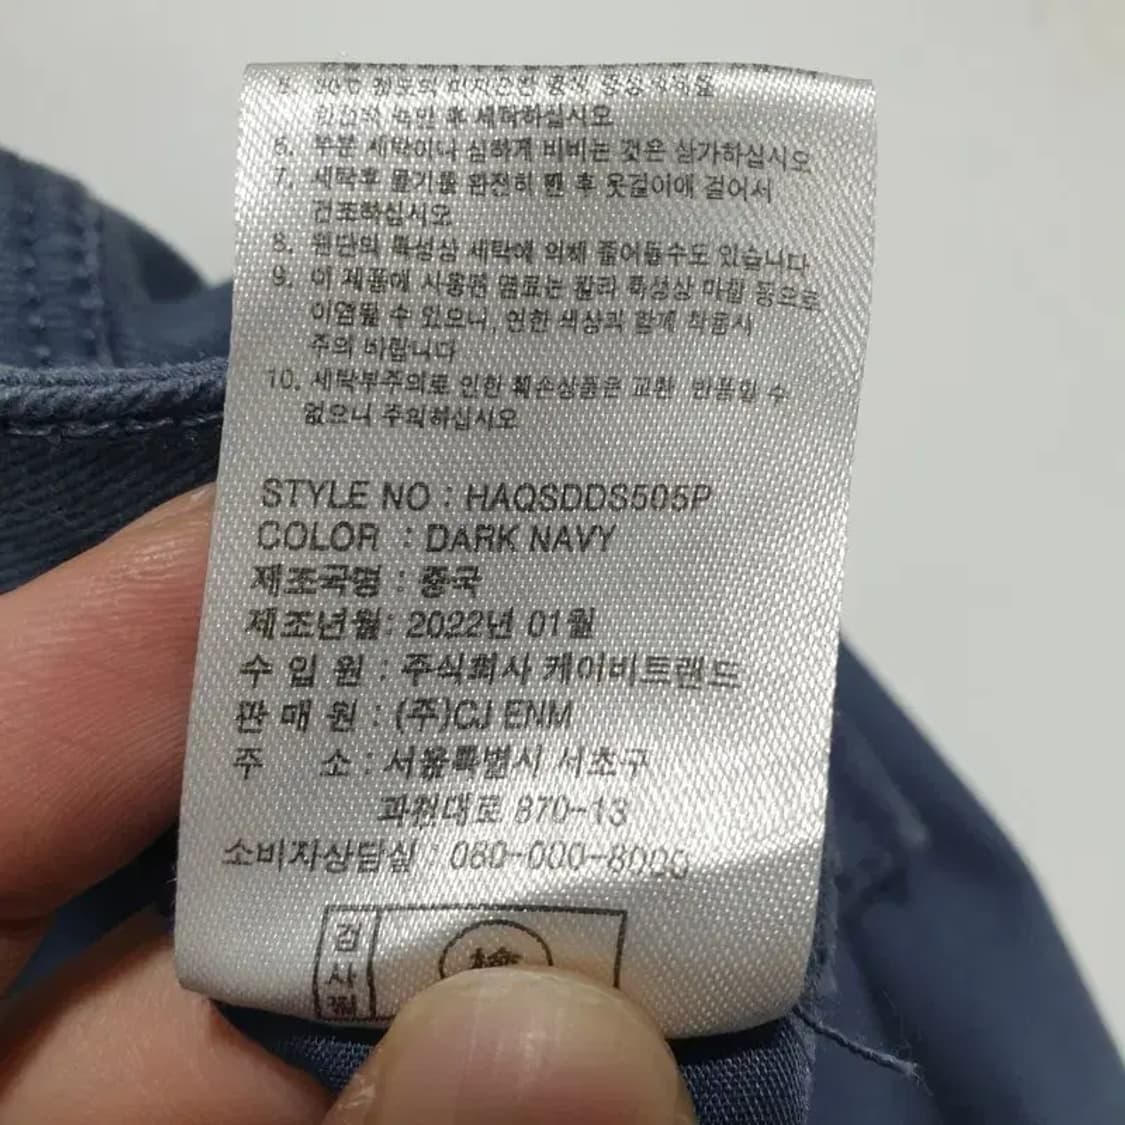 5. 30℃ 정도의 미지근한 물에 중성세제를
후 세탁하십시오
6. 부분 세탁이나 심하게 비비는 것은 삼가하십시오
7. 세탁후 물기를 완전히 뺀 후 옷걸이에 걸어서
건조하십시오
8. 원단의 특성상 세탁에 의해 줄어들수도 있습니다
9. 이 제품에 사용된 염료는 칼라 특성상 마찰 등으로
이염될 수 있으니, 연한 색상과 함께 착용시
주의 바랍니다
10. 세탁부주의로 인한 훼손상품은 교환 반품할 수
없으니 주의하십시오
STYLE NO : HAQSDDS505P
COLOR : DARK NAVY
제조국명 : 중국
제조년월: 2022년 01월
수 입 원 : 주식회사 케이비트랜드
판 매 원 : (주)CJ ENM
주 소 : 서울특별시 서초구
과천대로 870-13
소비자상담실 : 080-000-8000
검사필
檢